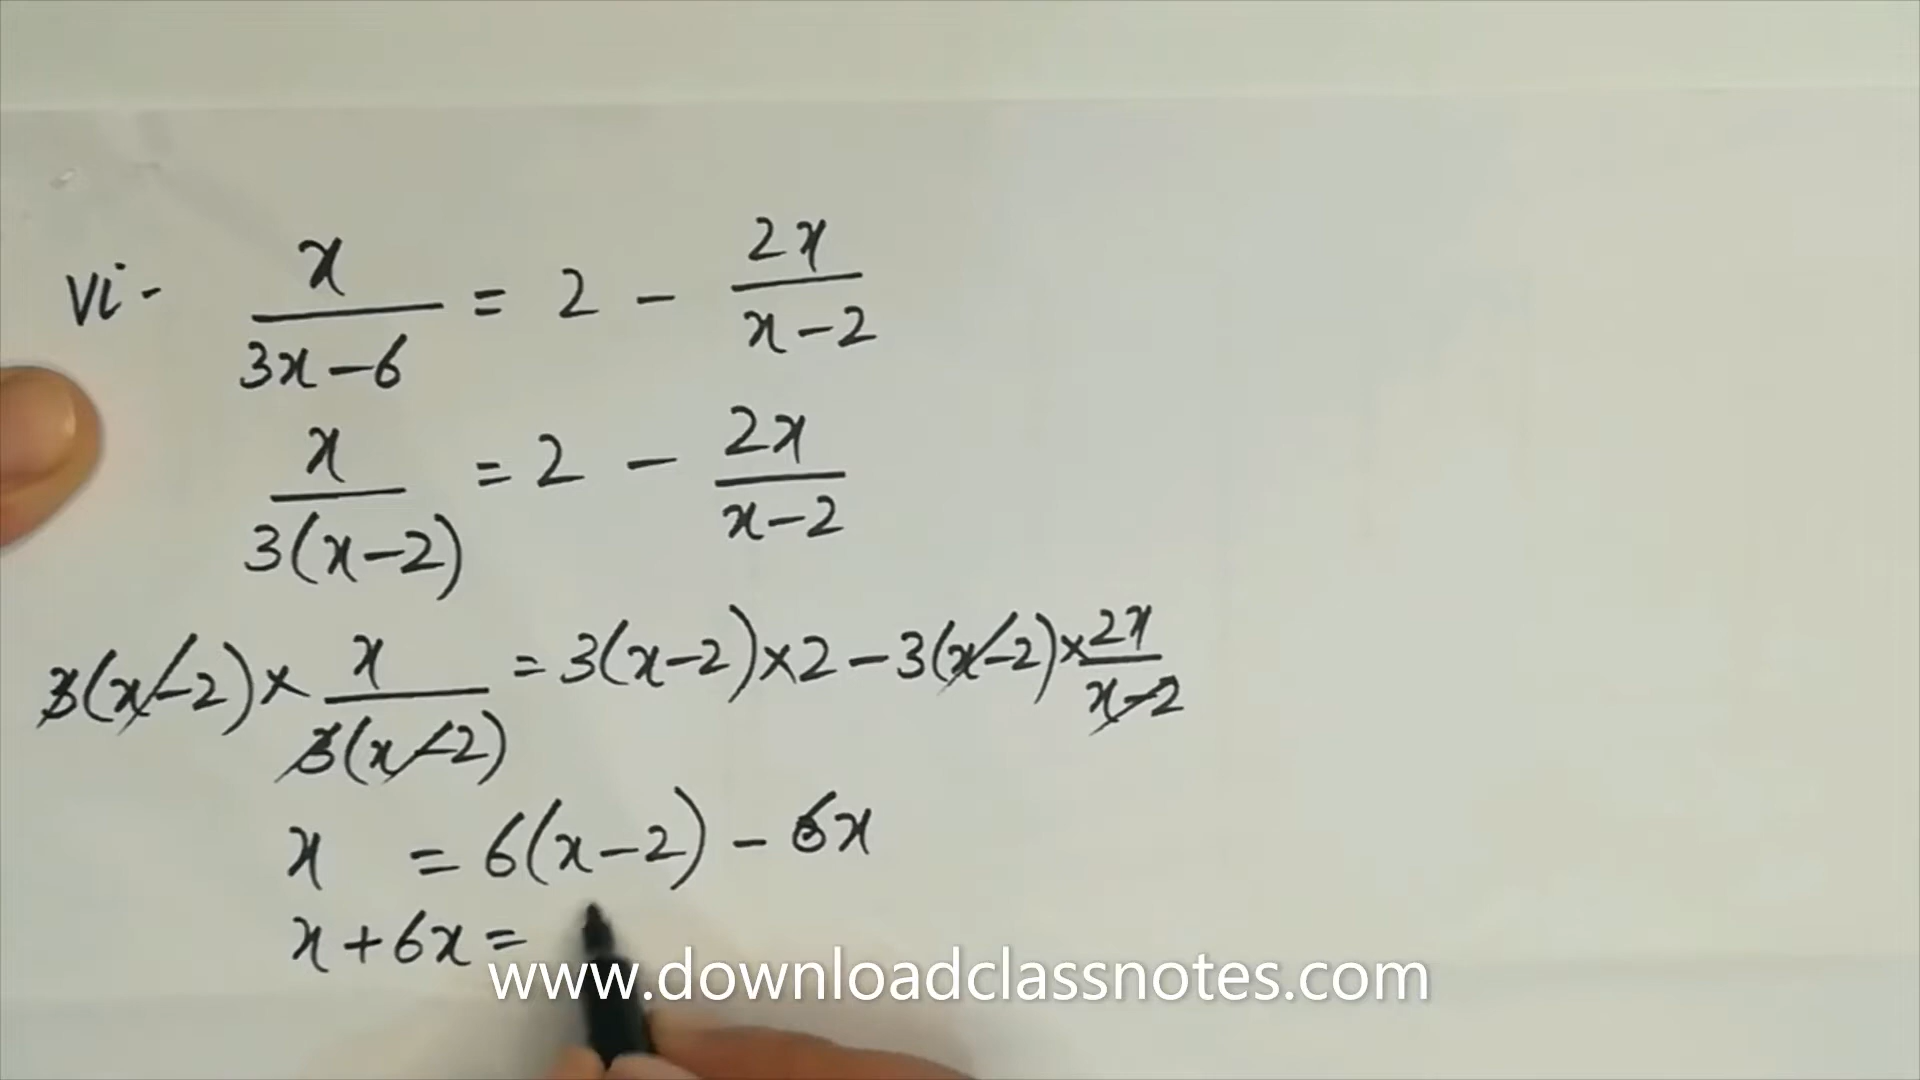 vi- x/(3x-6) = 2 - 2x/(x-2)
x/(3(x-2)) = 2 - 2x/(x-2)
3(x-2) × x/(3(x-2)) = 3(x-2)×2 - 3(x-2)×2x/(x-2)
x = 6(x-2) - 6x
x+6x=
www.downloadclassnotes.com